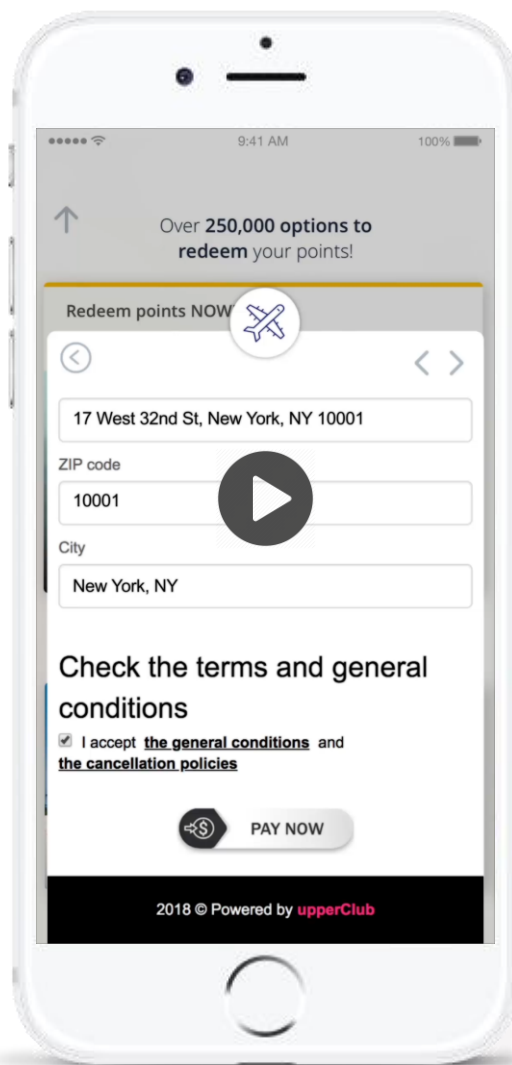 9:41 AM
100%
Over 250,000 options to
redeem your points!
Redeem points NOW
17 West 32nd St, New York, NY 10001
ZIP code
10001
City
New York, NY
Check the terms and general
conditions
I accept the general conditions and
the cancellation policies
PAY NOW
2018 © Powered by upperClub